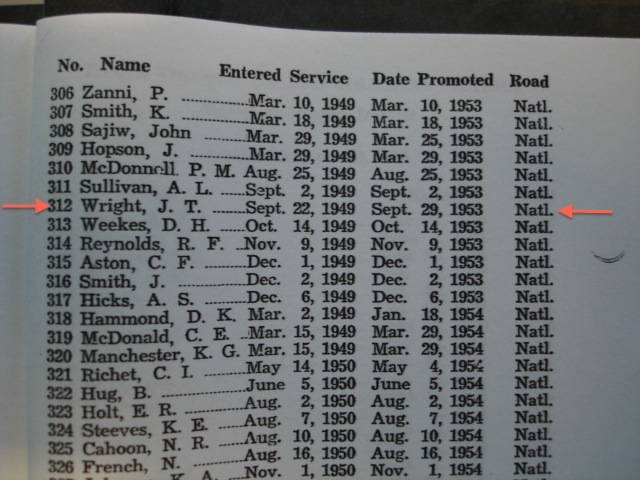 No. Name Entered Service Date Promoted Road
306 Zanni, P. ................Mar. 10, 1949 Mar. 10, 1953 Natl.
307 Smith, K. ................Mar. 18, 1949 Mar. 18, 1953 Natl.
308 Sajiw, John ..........Mar. 29, 1949 Mar. 25, 1953 Natl.
309 Hopson, J. ..............Mar. 29, 1949 Mar. 29, 1953 Natl.
310 McDonnell P. M. Aug. 25, 1949 Aug. 25, 1953 Natl.
311 Sullivan, A. L. ......Sept. 2, 1949 Sept. 2, 1953 Natl.
312 Wright, J. T. ........Sept. 22, 1949 Sept. 29, 1953 Natl.
313 Weekes, D. H. ........Oct. 14, 1949 Oct. 14, 1953 Natl.
314 Reynolds, R. F. ..Nov. 9, 1949 Nov. 9, 1953 Natl.
315 Aston, C. F. ..........Dec. 1, 1949 Dec. 1, 1953 Natl.
316 Smith, J. ................Dec. 2, 1949 Dec. 2, 1953 Natl.
317 Hicks, A. S. ..........Dec. 6, 1949 Dec. 6, 1953 Natl.
318 Hammond, D. K. Mar. 2, 1949 Jan. 18, 1954 Natl.
319 McDonald, C. E. ..Mar. 15, 1949 Mar. 29, 1954 Natl.
320 Manchester, K. G. Mar. 15, 1949 Mar. 29, 1954 Natl.
321 Richet, C. I. ..........May 14, 1950 May 4, 1954 Natl.
322 Hug, B. ..................June 5, 1950 June 5, 1954 Natl.
323 Holt, E. R. ............Aug. 2, 1950 Aug. 2, 1954 Natl.
324 Steeves, K. E. ........Aug. 7, 1950 Aug. 7, 1954 Natl.
325 Cahoon, N. R. ........Aug. 10, 1950 Aug. 10, 1954 Natl.
326 French, N. ..............Aug. 16, 1950 Aug. 16, 1954 Natl.
K. A. Nov. 1, 1950 Nov. 1, 1954 Natl.